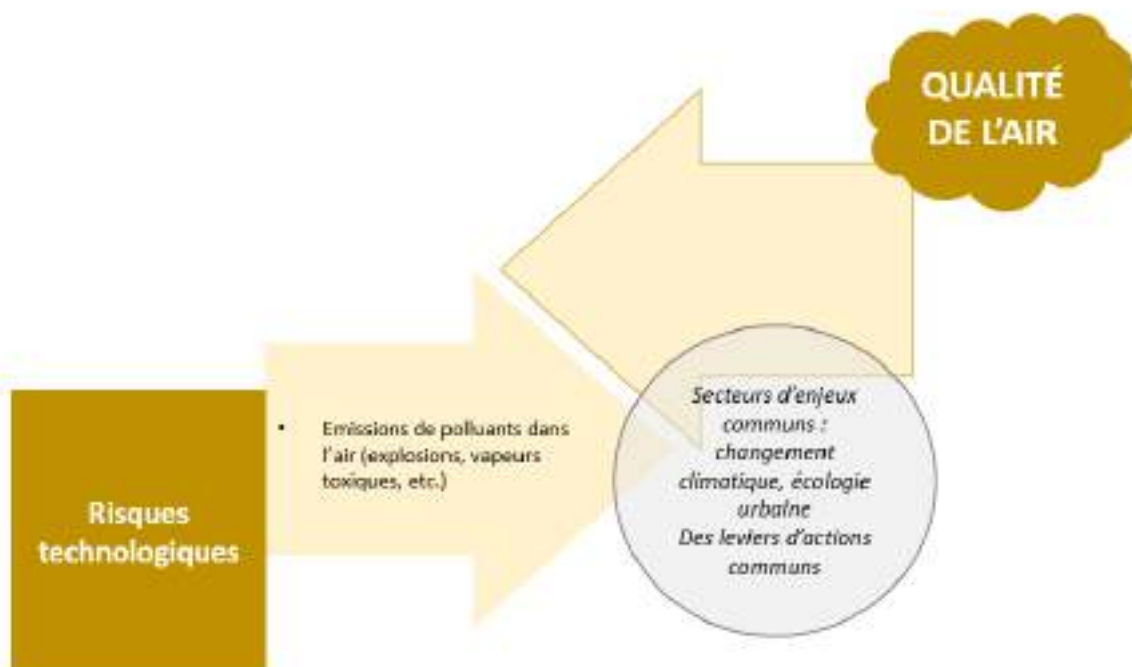 QUALITÉ
DE L'AIR
• Emissions de polluants dans
l'air (explosions, vapeurs
toxiques, etc.)
Risques
technologiques
Secteurs d'enjeux
communs :
changement
climatique, écologie
urbaine
Des leviers d'actions
communs